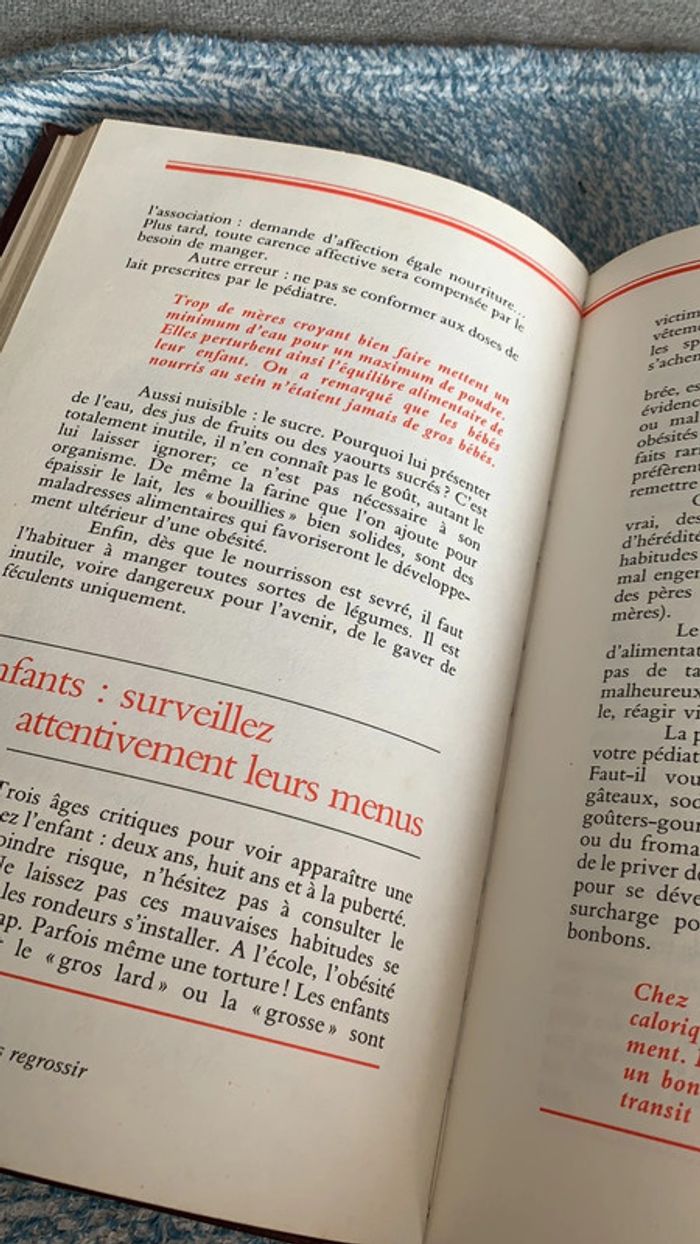 l'association : demande d'affection égale nourriture...
Plus tard, toute carence affective sera compensée par le
besoin de manger.
Autre erreur : ne pas se conformer aux doses de
lait prescrites par le pédiatre.
Trop de mères croyant bien faire mettent un
minimum d'eau pour un maximum de poudre.
Elles perturbent ainsi l'équilibre alimentaire de
leur enfant. On a remarqué que les bébés
nourris au sein n'étaient jamais de gros bébés.
Aussi nuisible : le sucre. Pourquoi lui présenter
de l'eau, des jus de fruits ou des yaourts sucrés ? C'est
totalement inutile, il n'en connaît pas le goût, autant le
lui laisser ignorer; ce n'est pas nécessaire à son
organisme. De même la farine que l'on ajoute pour
épaissir le lait, les « bouillies » bien solides, sont des
maladresses alimentaires qui favoriseront le développe-
ment ultérieur d'une obésité.
Enfin, dès que le nourrisson est sevré, il faut
l'habituer à manger toutes sortes de légumes. Il est
inutile, voire dangereux pour l'avenir, de le gaver de
féculents uniquement.
nfants : surveillez
attentivement leurs menus
Trois âges critiques pour voir apparaître une
ez l'enfant : deux ans, huit ans et à la puberté.
oindre risque, n'hésitez pas à consulter le
Ne laissez pas ces mauvaises habitudes se
les rondeurs s'installer. A l'école, l'obésité
ap. Parfois même une torture ! Les enfants
le « gros lard » ou la « grosse » sont
regrossir
victim
vêteme
les sp
s'achen
brée, es
évidenc
ou mal
obésités
faits rar
préfèrent
remettre
vrai, des
d'hérédité
habitudes
mal enger
des pères
mères).
Le
d'alimentat
pas de ta
malheureux
le, réagir vi
La p
votre pédiat
Faut-il vou
gâteaux, soc
goûters-gour
ou du froma
de le priver de
pour se déve
surcharge po
bonbons.
Chez
caloriq
ment.
un bon
transit